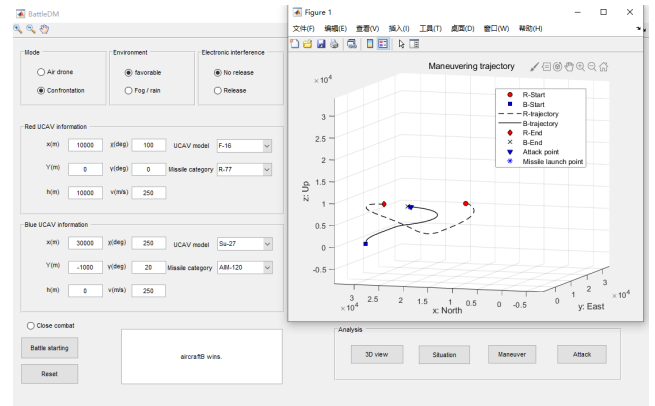 BattleDM
Mode
Air drone
Confrontation
Environment
favorable
Fog / rain
Electronic interference
No release
Release
Red UCAV information
x(m) 10000 χ(deg) 100 UCAV model F-16
Y(m) 0 γ(deg) 0 Missile category R-77
h(m) 10000 v(m/s) 250
Blue UCAV information
x(m) 30000 χ(deg) 250 UCAV model Su-27
Y(m) -1000 γ(deg) 20 Missile category AIM-120
h(m) 0 v(m/s) 250
Close combat
Battle starting
Reset
aircraftB wins.
Figure 1
文件(F) 编辑(E) 查看(V) 插入(I) 工具(T) 桌面(D) 窗口(W) 帮助(H)
Maneuvering trajectory
×10⁴
3
2.5
2
1.5
1
0.5
0
-0.5
z: Up
R-Start
B-Start
R-trajectory
B-trajectory
R-End
B-End
Attack point
Missile launch point
3 2.5 2 1.5 1 0.5 0 -0.5
×10⁴
x: North
0 1 2 3
×10⁴
y: East
Analysis
3D view
Situation
Maneuver
Attack